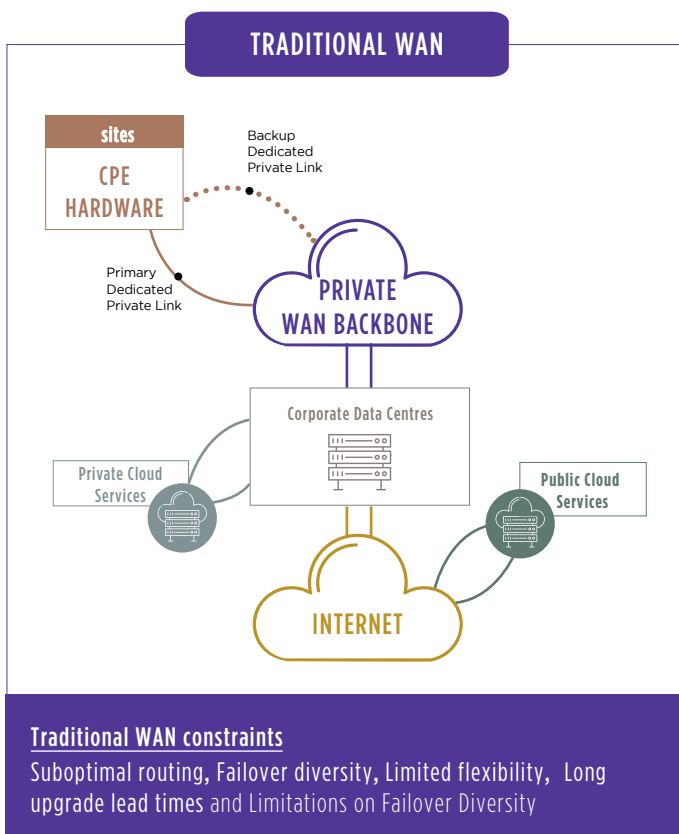 TRADITIONAL WAN
sites
CPE
HARDWARE
Backup
Dedicated
Private Link
Primary
Dedicated
Private Link
PRIVATE
WAN BACKBONE
Corporate Data Centres
Private Cloud
Services
Public Cloud
Services
INTERNET
Traditional WAN constraints
Suboptimal routing, Failover diversity, Limited flexibility, Long
upgrade lead times and Limitations on Failover Diversity